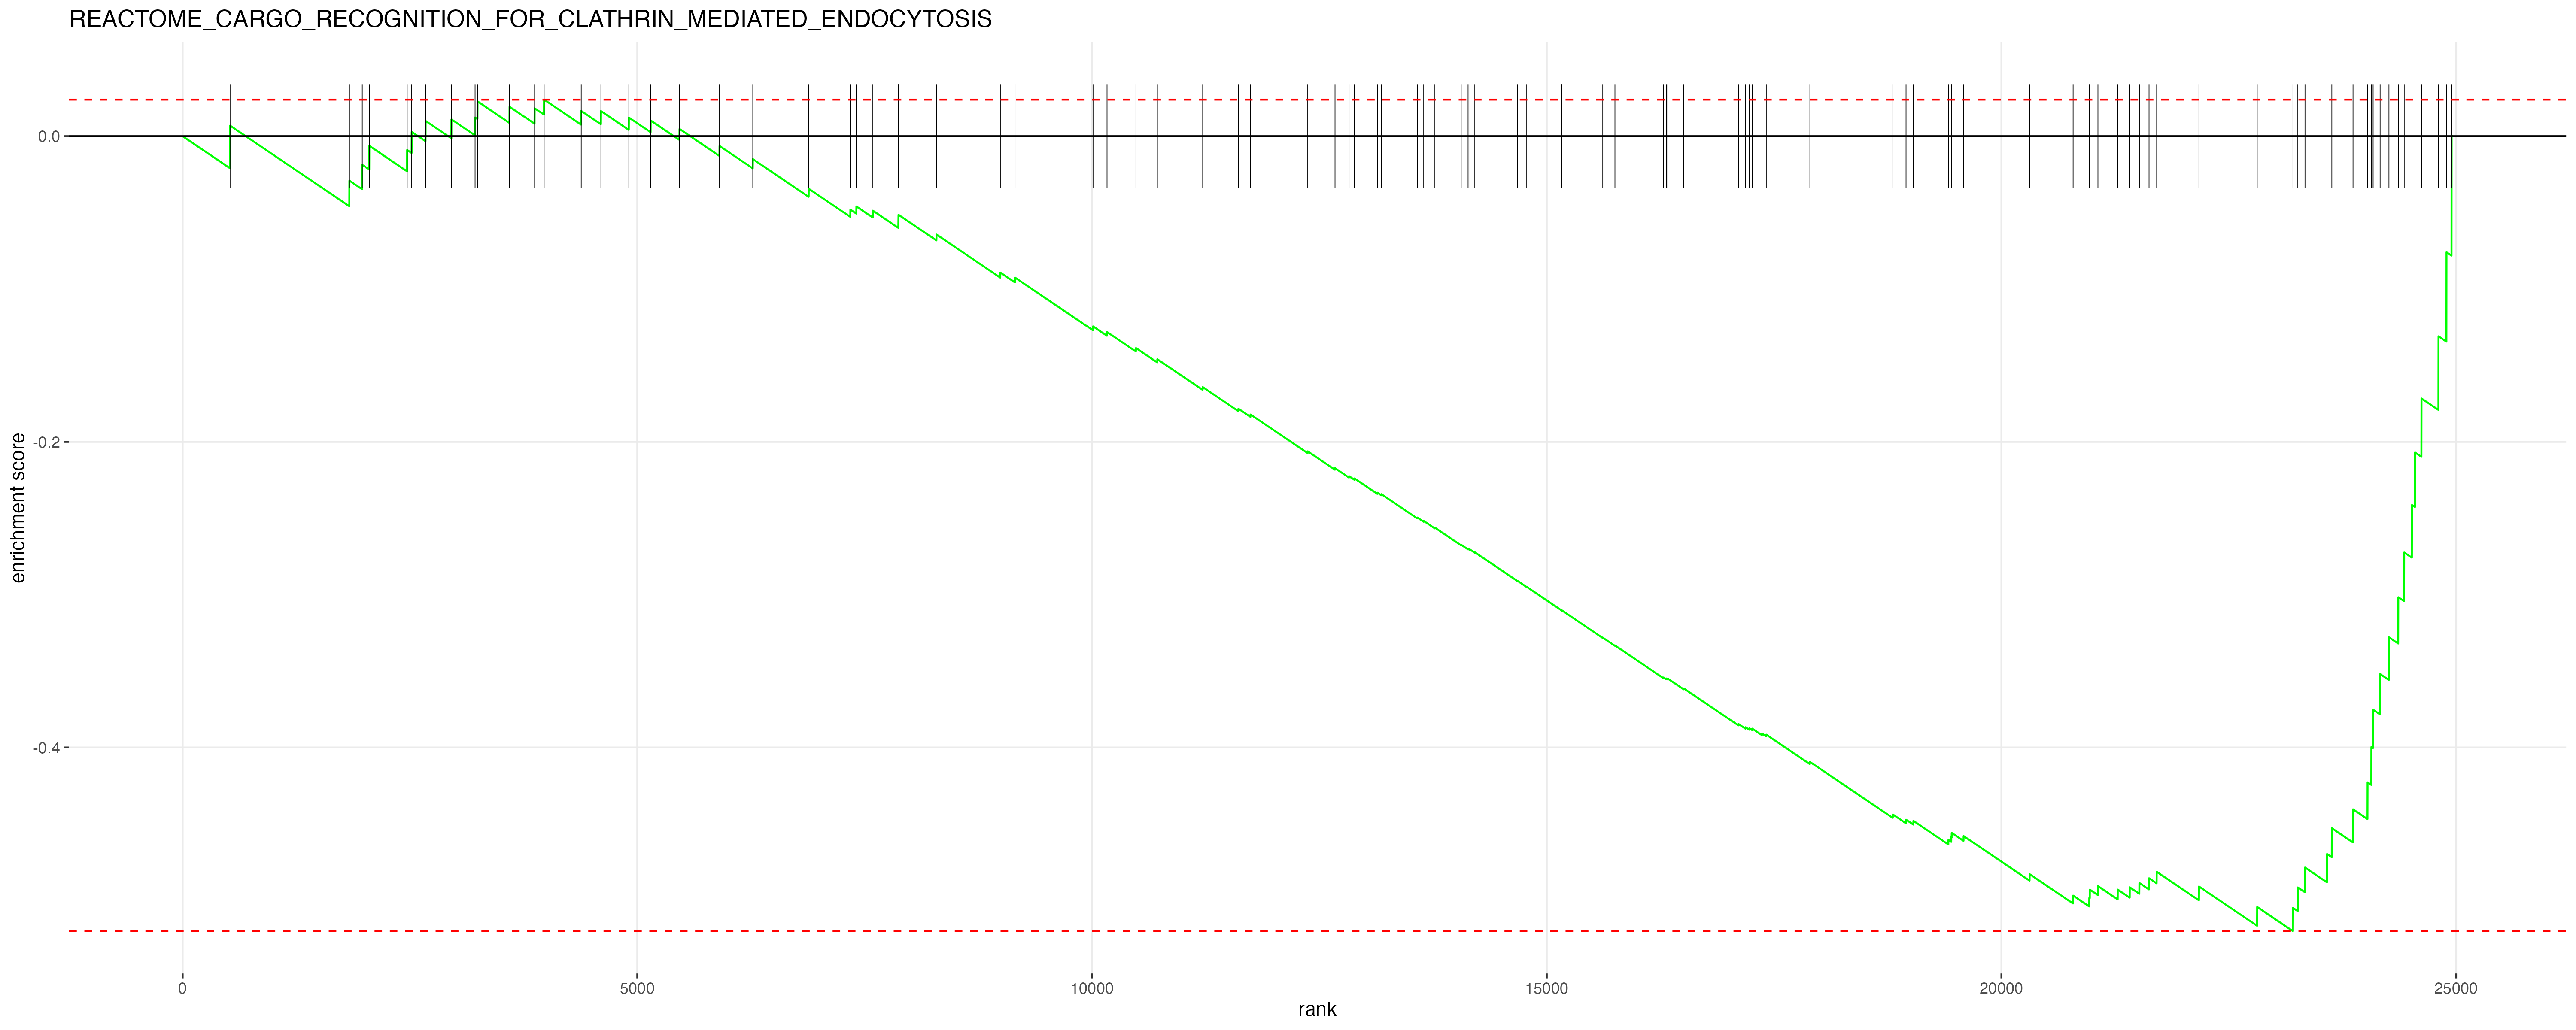 REACTOME_CARGO_RECOGNITION_FOR_CLATHRIN_MEDIATED_ENDOCYTOSIS
0.0
-0.2
-0.4
enrichment score
0 5000 10000 15000 20000 25000
rank